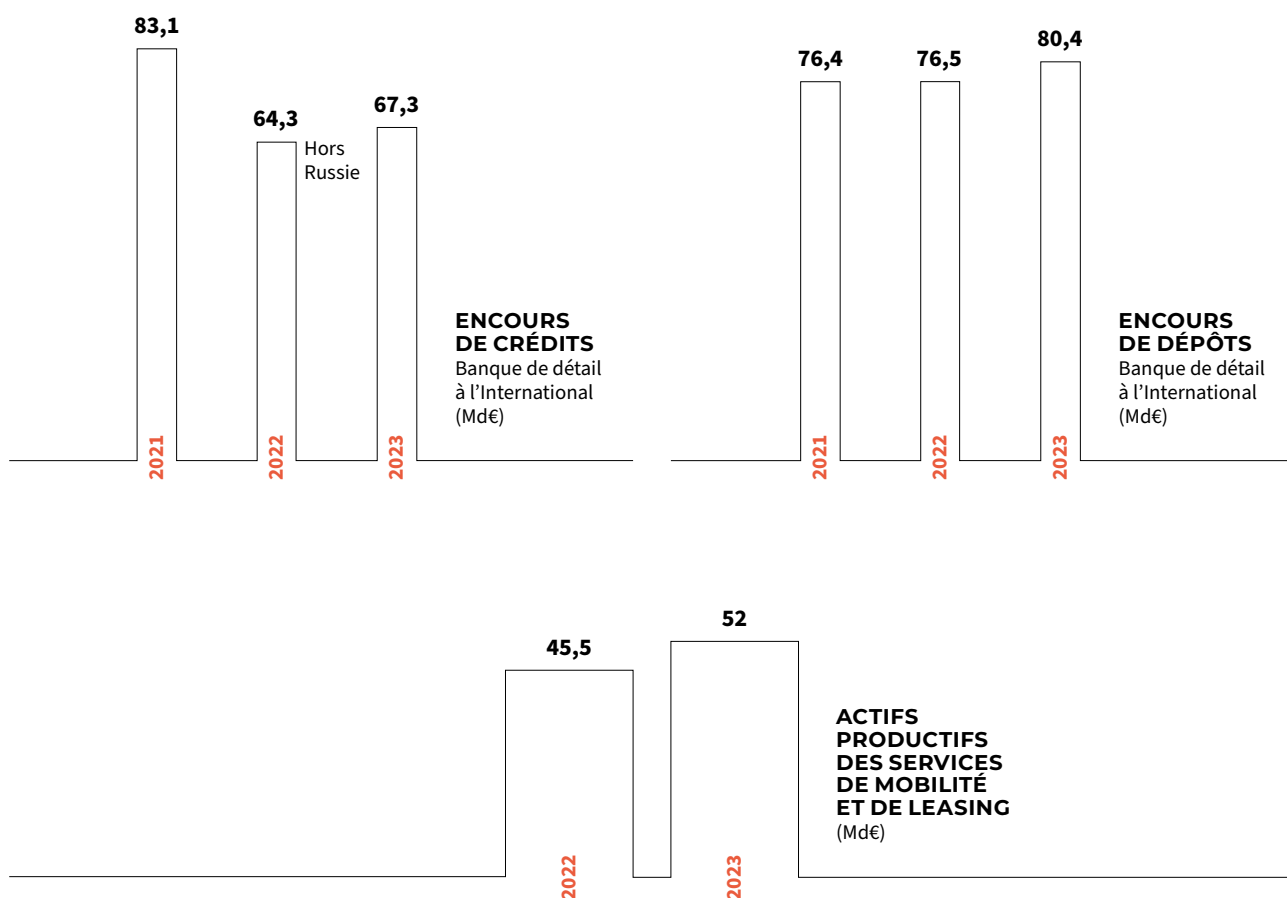 83,1
64,3
Hors
Russie
67,3
ENCOURS
DE CRÉDITS
Banque de détail
à l’International
(Md€)
2021
2022
2023
76,4
76,5
80,4
ENCOURS
DE DÉPÔTS
Banque de détail
à l’International
(Md€)
2021
2022
2023
45,5
52
ACTIFS
PRODUCTIFS
DES SERVICES
DE MOBILITÉ
ET DE LEASING
(Md€)
2022
2023